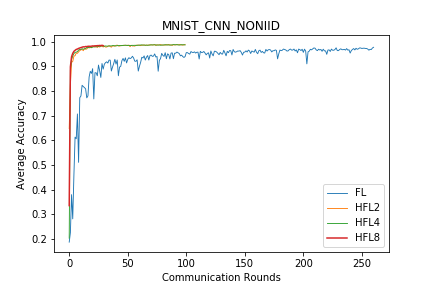 MNIST_CNN_NONIID
1.0
0.9
0.8
0.7
0.6
0.5
0.4
0.3
0.2
Average Accuracy
0
50
100
150
200
250
Communication Rounds
FL
HFL2
HFL4
HFL8